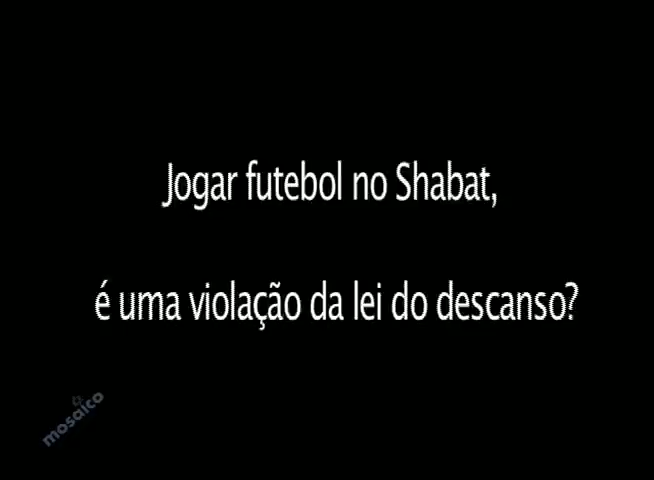 Jogar futebol no Shabat,
é uma violação da lei do descanso?
mosaico